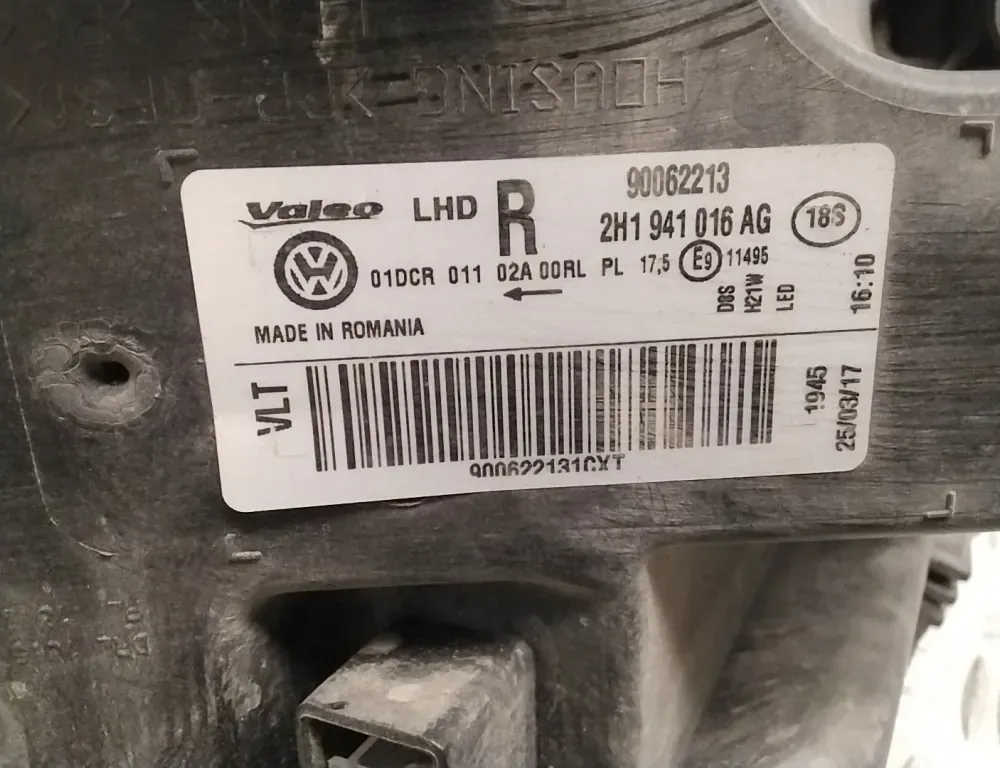 HOUSING
Valeo LHD R 90062213
2H1 941 016 AG 18S
01DCR 011 02A 00RL PL 17,5 E9 11495
D8S
H21W
LED
16:10
MADE IN ROMANIA
VLT
900622131CXT
1945
25/03/17